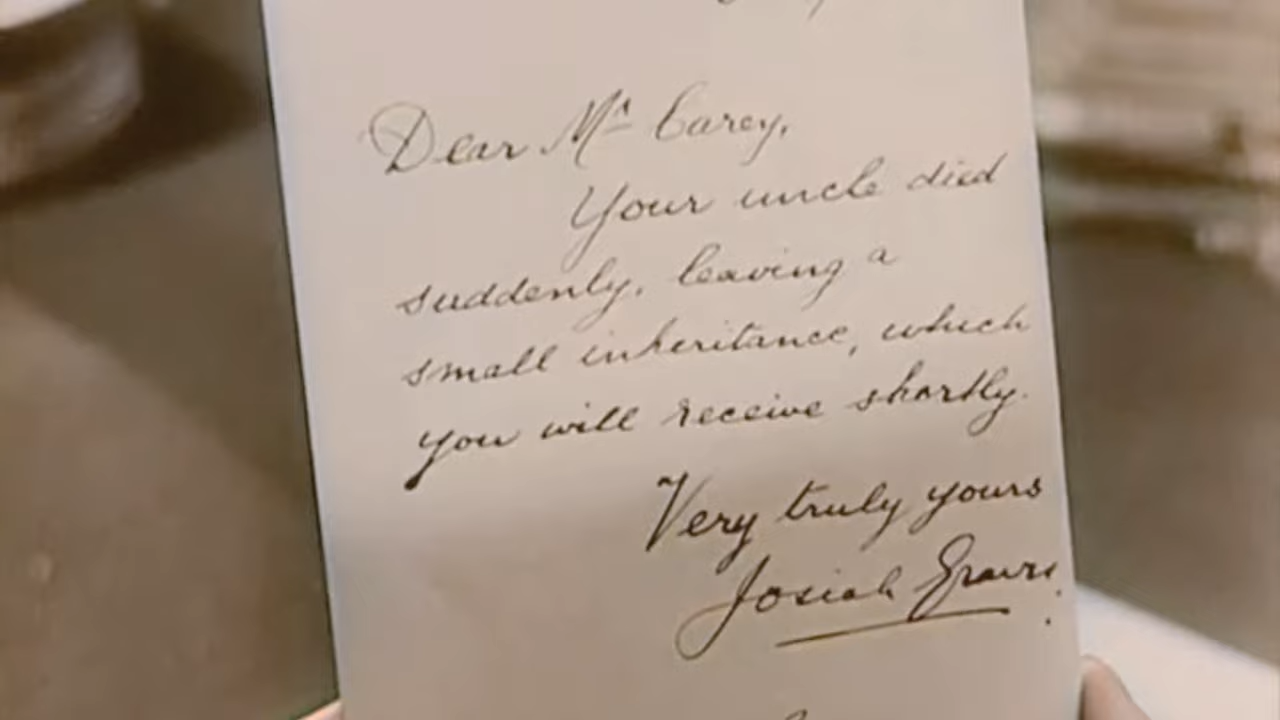 Dear Mr Carey,
Your uncle died
suddenly, leaving a
small inheritance, which
you will receive shortly.
Very truly yours
Josiah Graves.